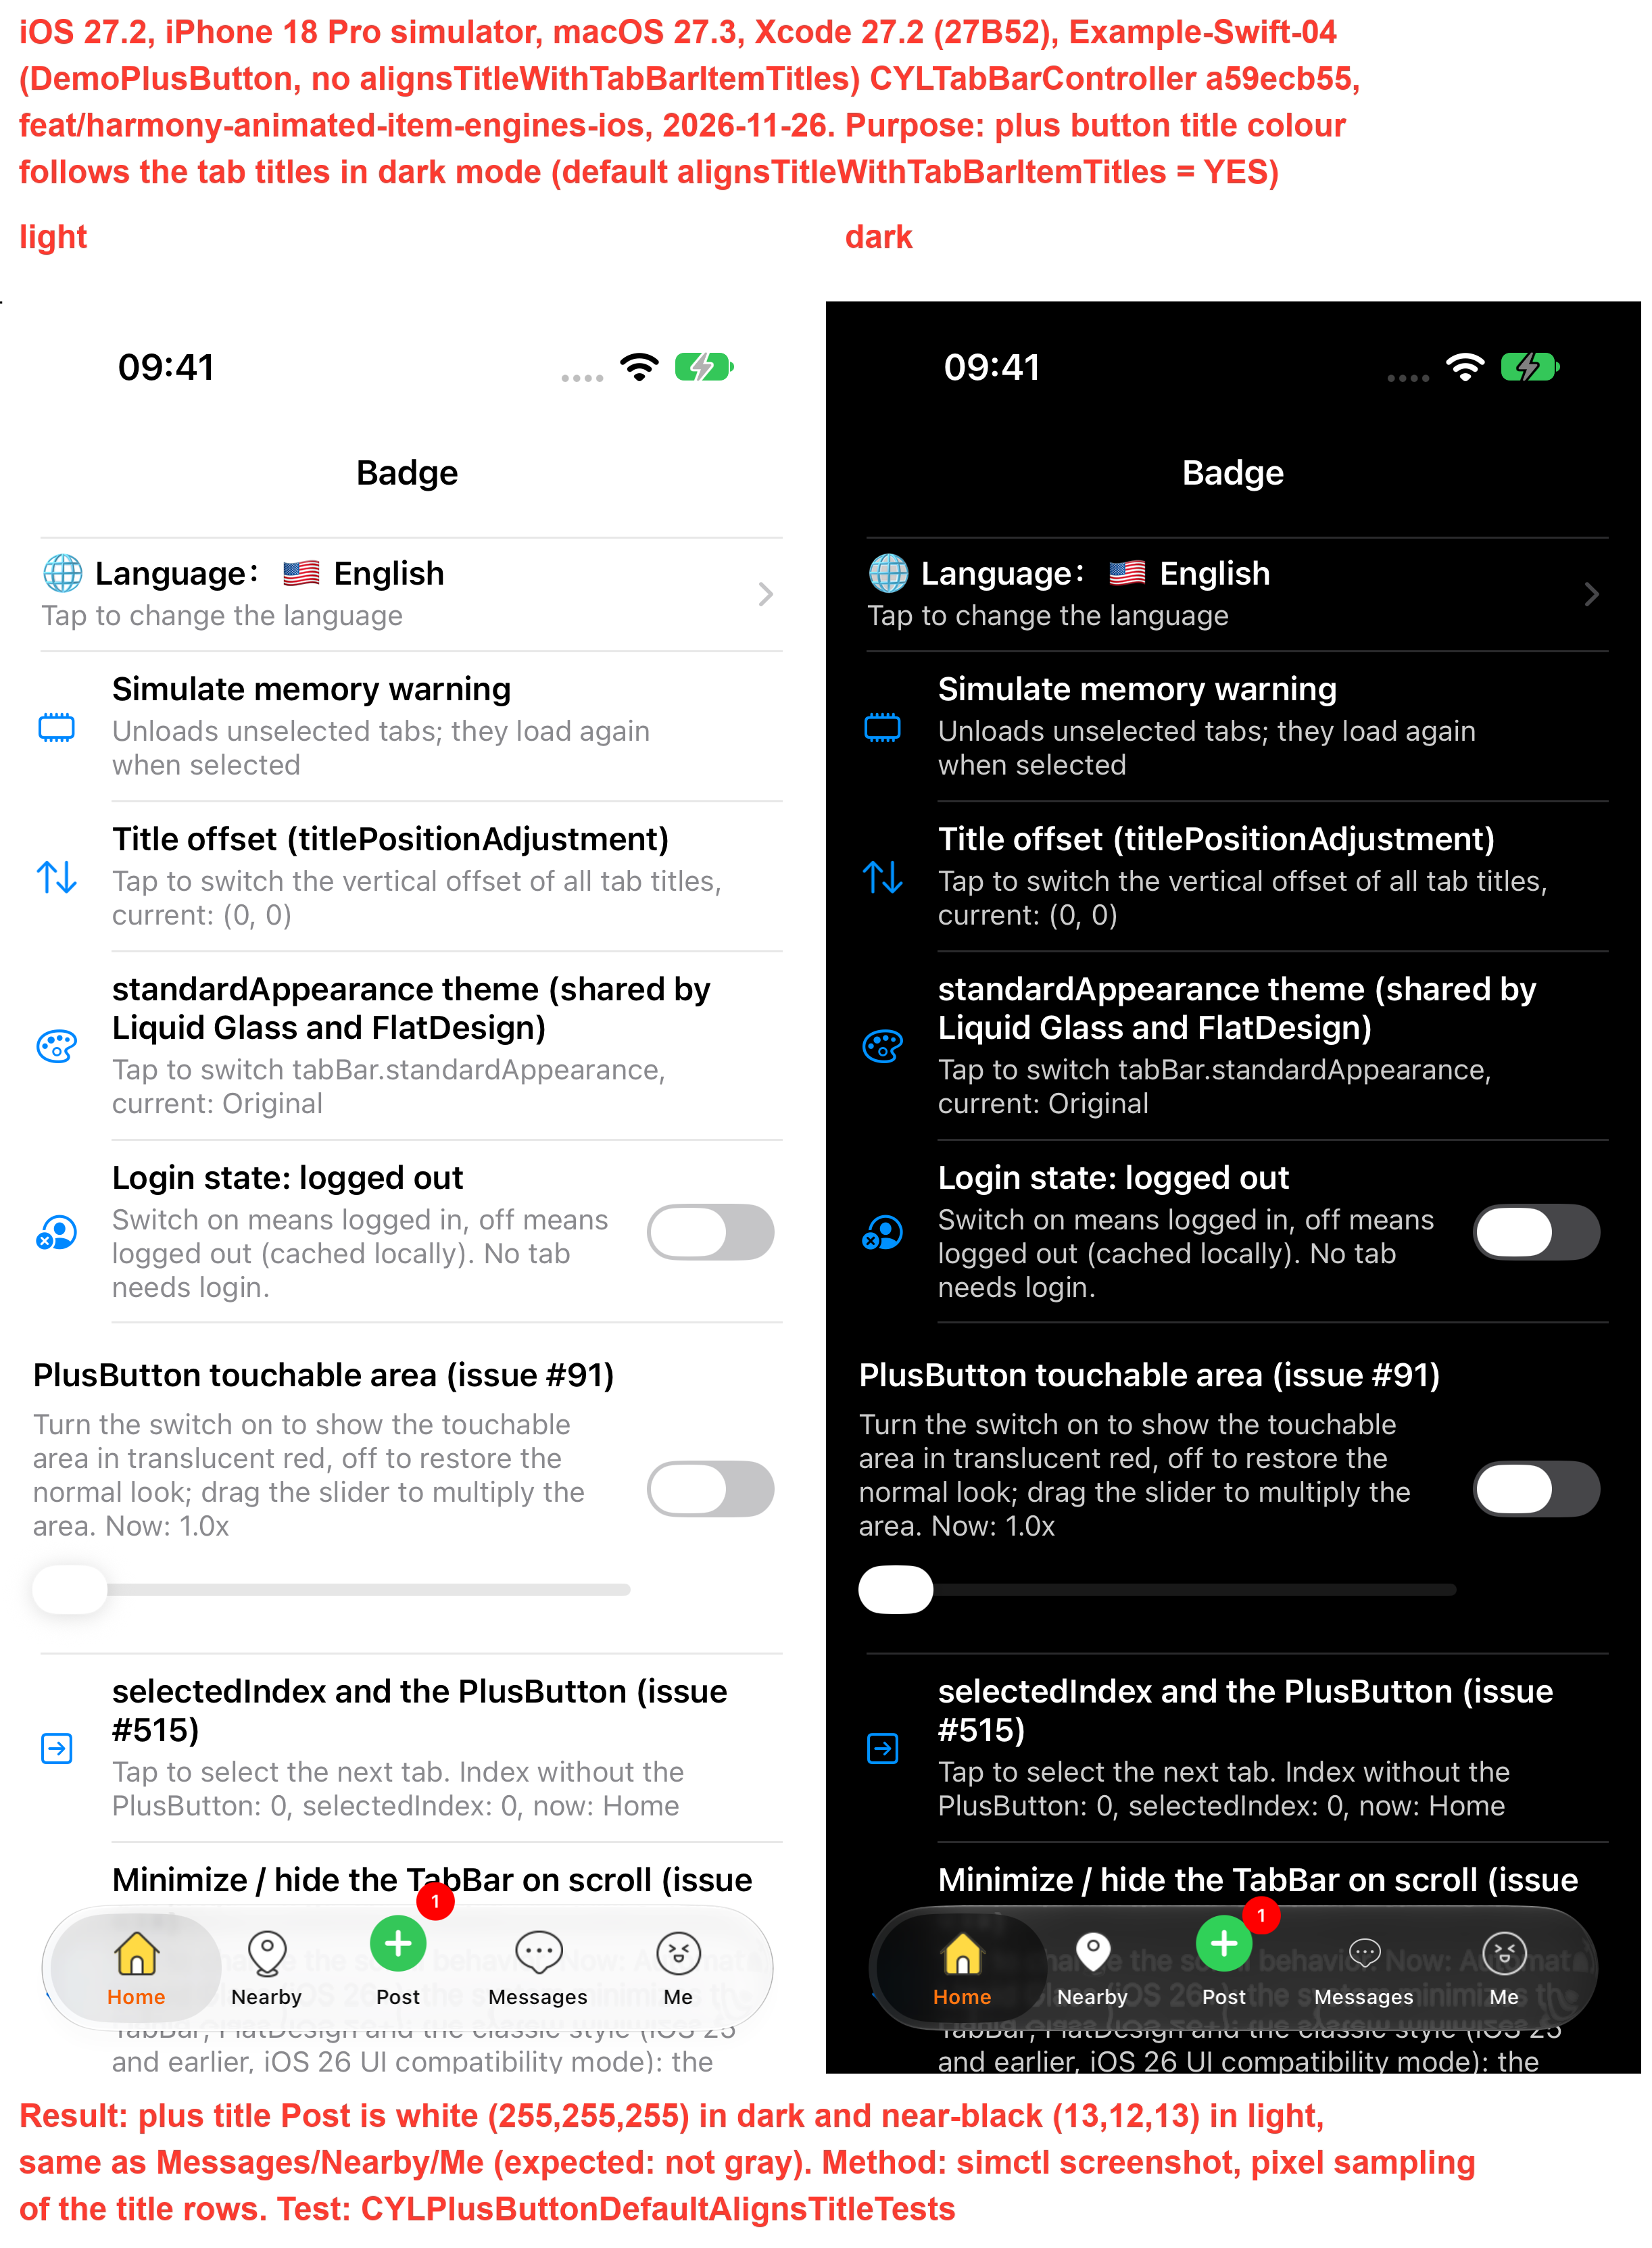 iOS 27.2, iPhone 18 Pro simulator, macOS 27.3, Xcode 27.2 (27B52), Example-Swift-04
(DemoPlusButton, no alignsTitleWithTabBarItemTitles) CYLTabBarController a59ecb55,
feat/harmony-animated-item-engines-ios, 2026-11-26. Purpose: plus button title colour
follows the tab titles in dark mode (default alignsTitleWithTabBarItemTitles = YES)
light
09:41
Badge
Language： English
Tap to change the language
Simulate memory warning
Unloads unselected tabs; they load again
when selected
Title offset (titlePositionAdjustment)
Tap to switch the vertical offset of all tab titles,
current: (0, 0)
standardAppearance theme (shared by
Liquid Glass and FlatDesign)
Tap to switch tabBar.standardAppearance,
current: Original
Login state: logged out
Switch on means logged in, off means
logged out (cached locally). No tab
needs login.
PlusButton touchable area (issue #91)
Turn the switch on to show the touchable
area in translucent red, off to restore the
normal look; drag the slider to multiply the
area. Now: 1.0x
selectedIndex and the PlusButton (issue
#515)
Tap to select the next tab. Index without the
PlusButton: 0, selectedIndex: 0, now: Home
Minimize / hide the TabBar on scroll (issue
1
Home Nearby Post Messages Me
TabBar; FlatDesign and the classic style (iOS 25
and earlier, iOS 26 UI compatibility mode): the
dark
09:41
Badge
Language： English
Tap to change the language
Simulate memory warning
Unloads unselected tabs; they load again
when selected
Title offset (titlePositionAdjustment)
Tap to switch the vertical offset of all tab titles,
current: (0, 0)
standardAppearance theme (shared by
Liquid Glass and FlatDesign)
Tap to switch tabBar.standardAppearance,
current: Original
Login state: logged out
Switch on means logged in, off means
logged out (cached locally). No tab
needs login.
PlusButton touchable area (issue #91)
Turn the switch on to show the touchable
area in translucent red, off to restore the
normal look; drag the slider to multiply the
area. Now: 1.0x
selectedIndex and the PlusButton (issue
#515)
Tap to select the next tab. Index without the
PlusButton: 0, selectedIndex: 0, now: Home
Minimize / hide the TabBar on scroll (issue
1
Home Nearby Post Messages Me
TabBar; FlatDesign and the classic style (iOS 25
and earlier, iOS 26 UI compatibility mode): the
Result: plus title Post is white (255,255,255) in dark and near-black (13,12,13) in light,
same as Messages/Nearby/Me (expected: not gray). Method: simctl screenshot, pixel sampling
of the title rows. Test: CYLPlusButtonDefaultAlignsTitleTests